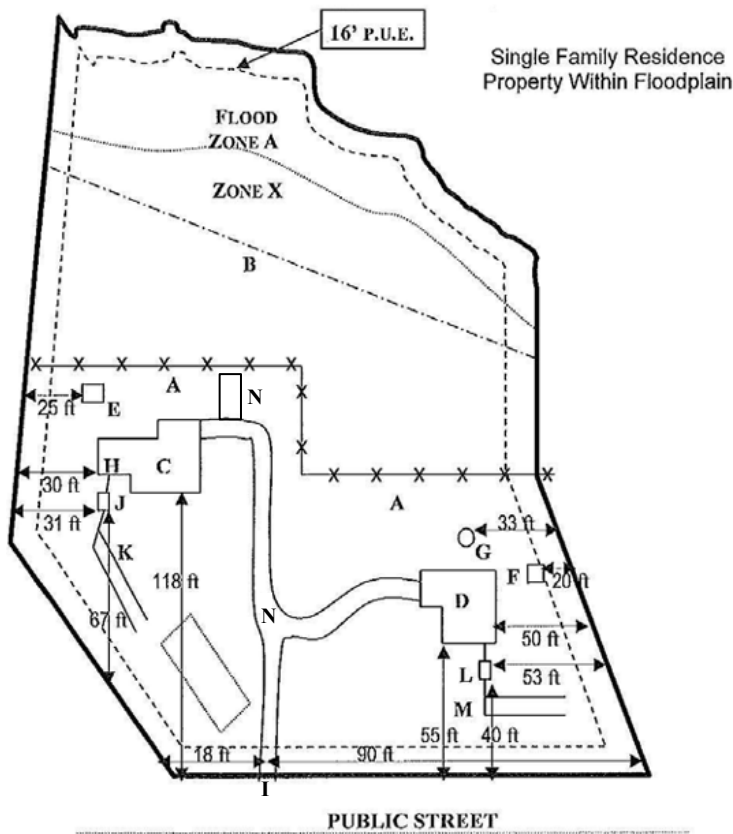 16' P.U.E.
Single Family Residence
Property Within Floodplain
FLOOD
ZONE A
ZONE X
B
A
N
25 ft
E
H
C
30 ft
J
A
31 ft
33 ft
G
K
118 ft
F
20 ft
D
N
67 ft
50 ft
L
53 ft
M
55 ft
40 ft
18 ft
90 ft
I
PUBLIC STREET